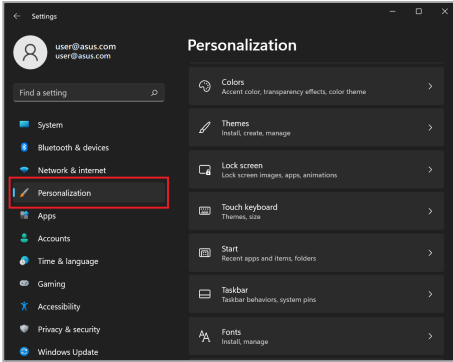 Settings
user@asus.com
user@asus.com
Find a setting
System
Bluetooth & devices
Network & internet
Personalization
Apps
Accounts
Time & language
Gaming
Accessibility
Privacy & security
Windows Update
Personalization
Colors
Accent color, transparency effects, color theme
Themes
Install, create, manage
Lock screen
Lock screen images, apps, animations
Touch keyboard
Themes, size
Start
Recent apps and items, folders
Taskbar
Taskbar behaviors, system pins
Fonts
Install, manage